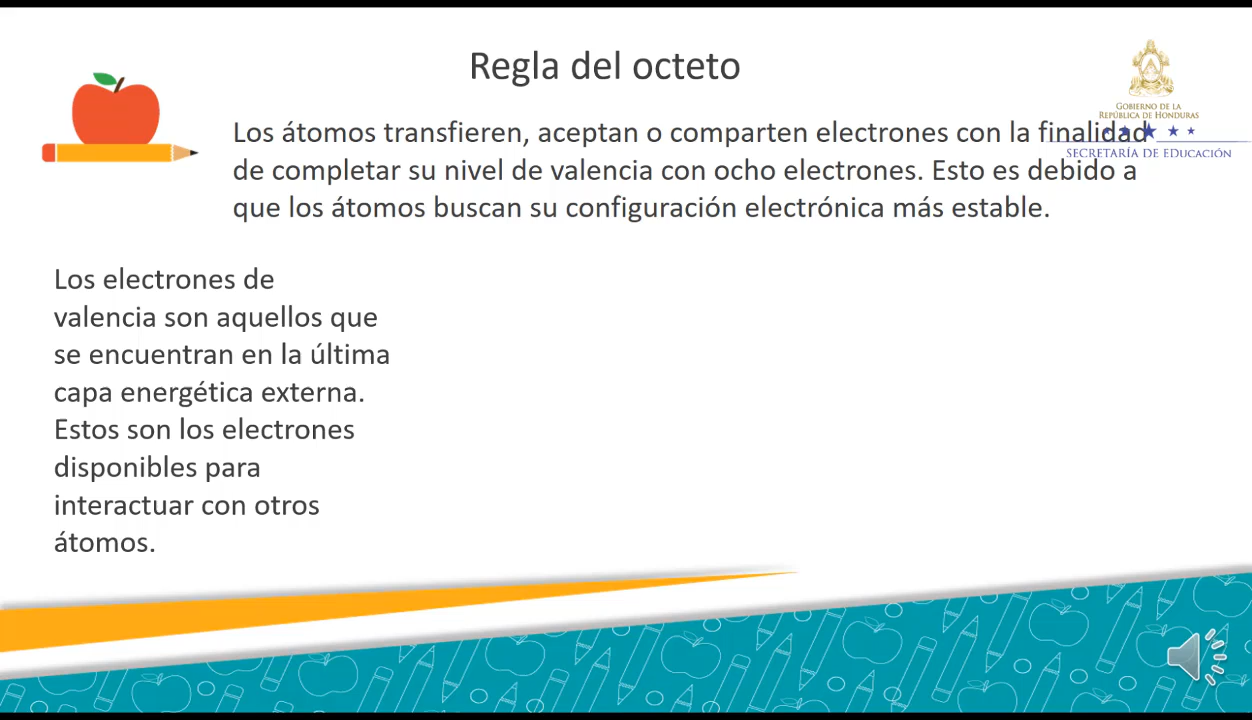 Regla del octeto
GOBIERNO DE LA
REPÚBLICA DE HONDURAS
SECRETARÍA DE EDUCACIÓN
Los átomos transfieren, aceptan o comparten electrones con la finalidad
de completar su nivel de valencia con ocho electrones. Esto es debido a
que los átomos buscan su configuración electrónica más estable.
Los electrones de
valencia son aquellos que
se encuentran en la última
capa energética externa.
Estos son los electrones
disponibles para
interactuar con otros
átomos.